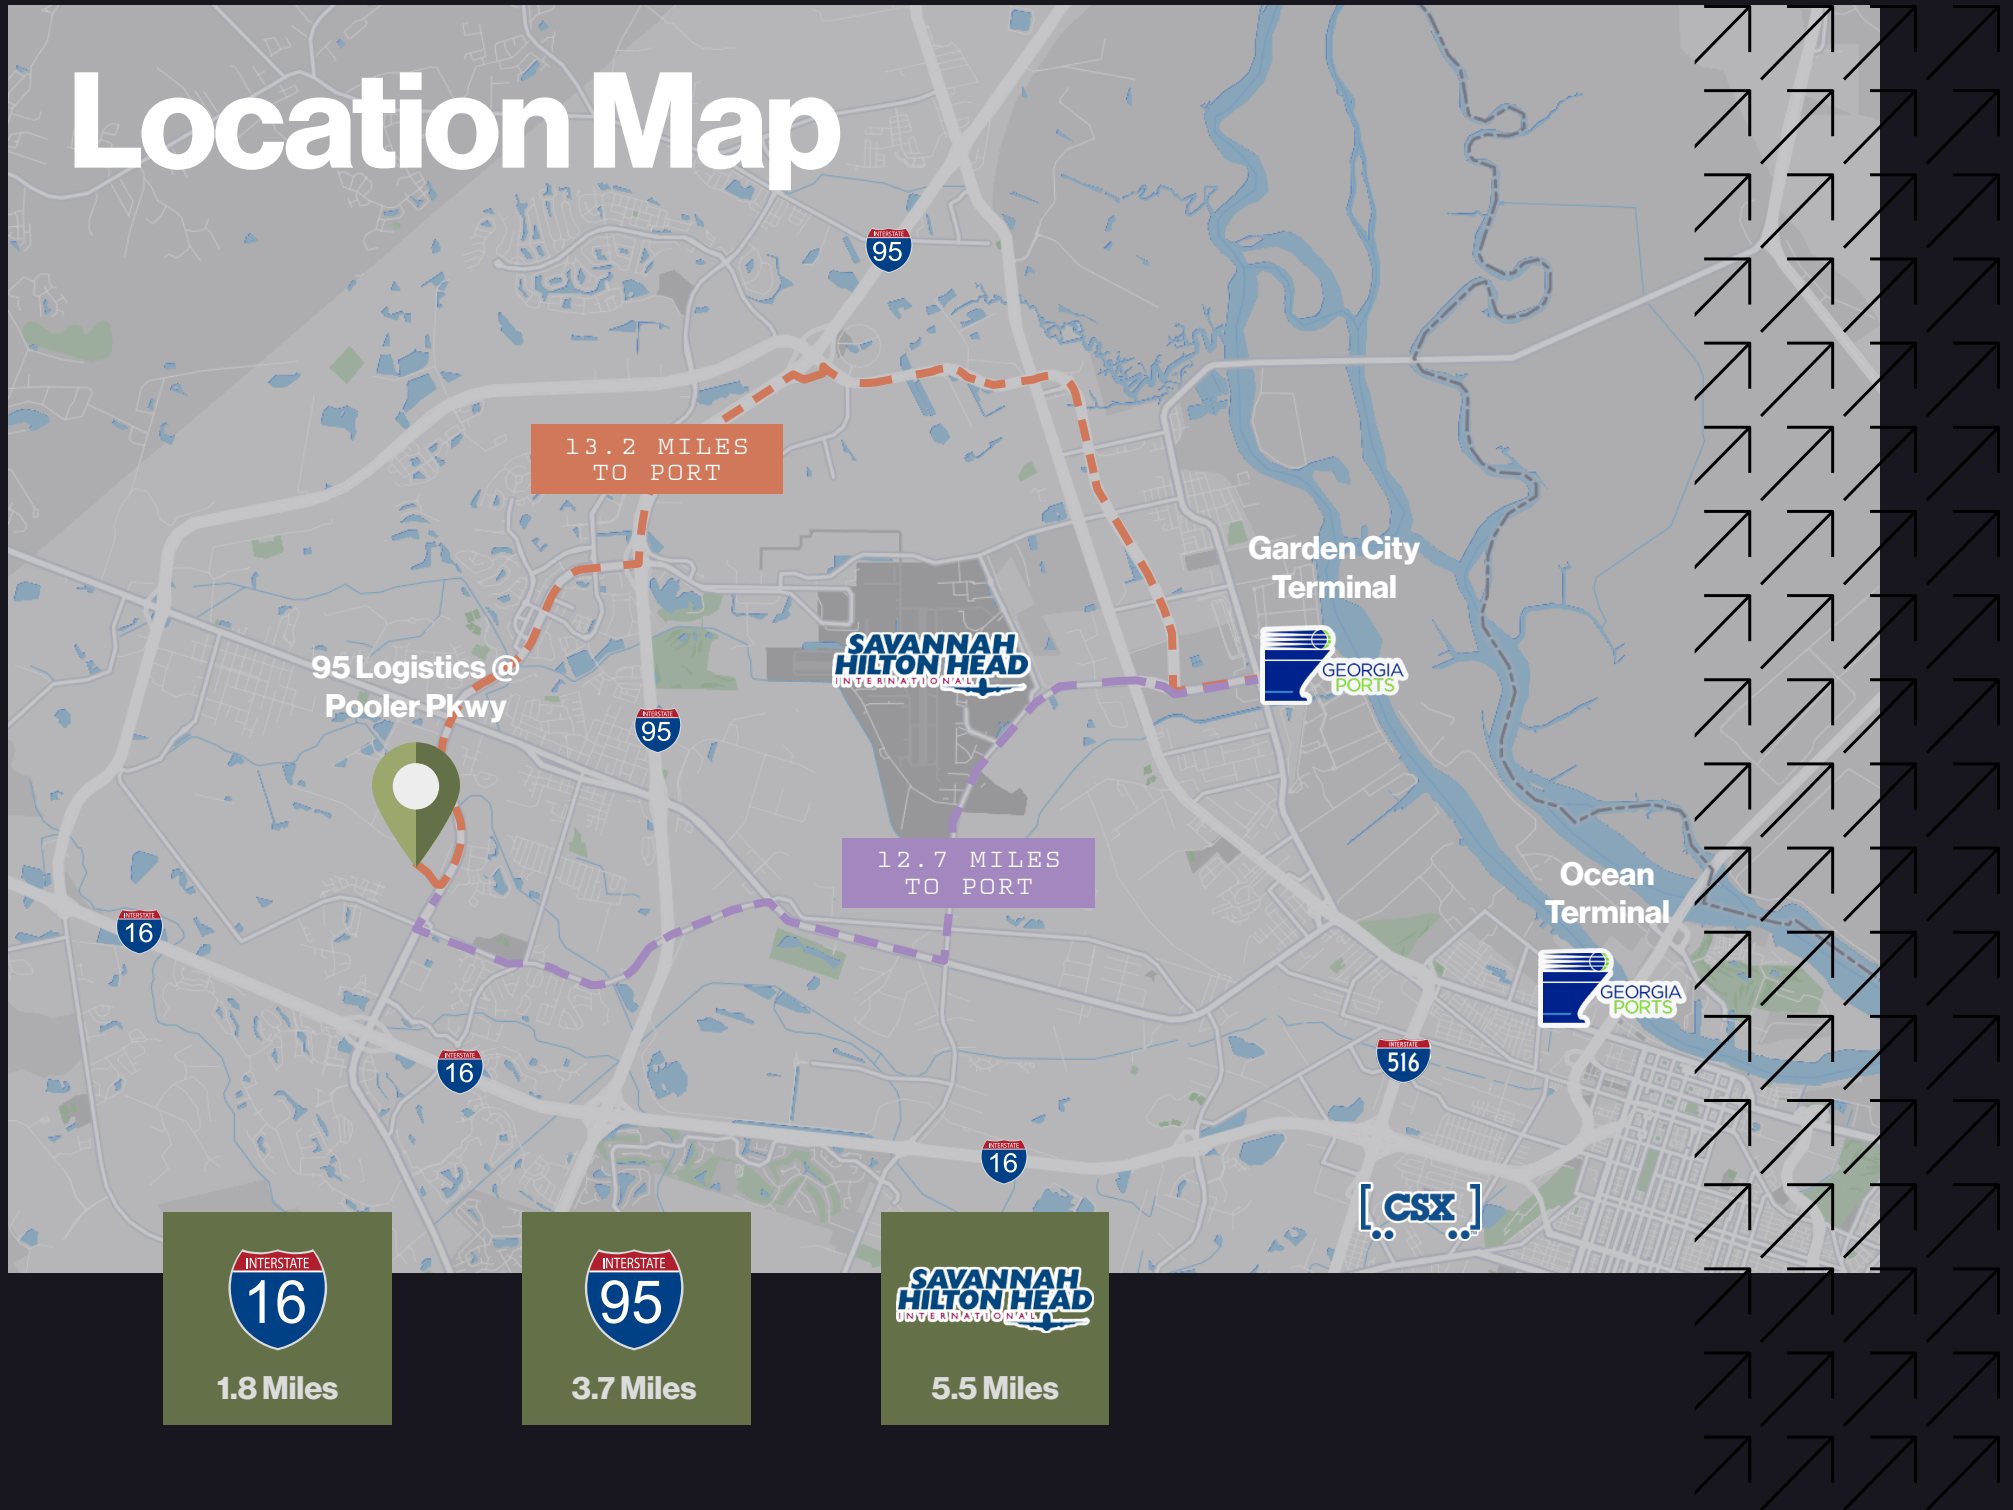 Location Map
INTERSTATE
95
13.2 MILES
TO PORT
Garden City
Terminal
GEORGIA
PORTS
SAVANNAH
HILTON HEAD
INTERNATIONAL
95 Logistics @
Pooler Pkwy
INTERSTATE
95
12.7 MILES
TO PORT
Ocean
Terminal
GEORGIA
PORTS
INTERSTATE
16
INTERSTATE
16
INTERSTATE
516
INTERSTATE
16
CSX
INTERSTATE
16
1.8 Miles
INTERSTATE
95
3.7 Miles
SAVANNAH
HILTON HEAD
INTERNATIONAL
5.5 Miles